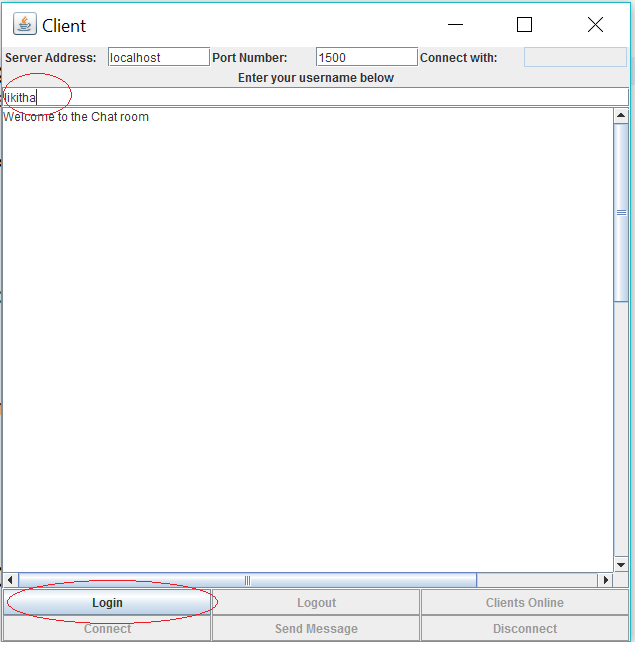 Client
Server Address: localhost Port Number: 1500 Connect with:
Enter your username below
likitha
Welcome to the Chat room
Login Logout Clients Online
Connect Send Message Disconnect